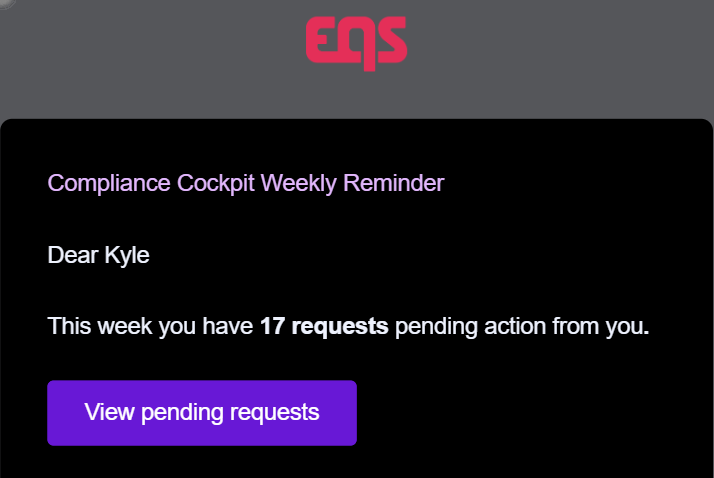 EQS
Compliance Cockpit Weekly Reminder
Dear Kyle
This week you have 17 requests pending action from you.
View pending requests